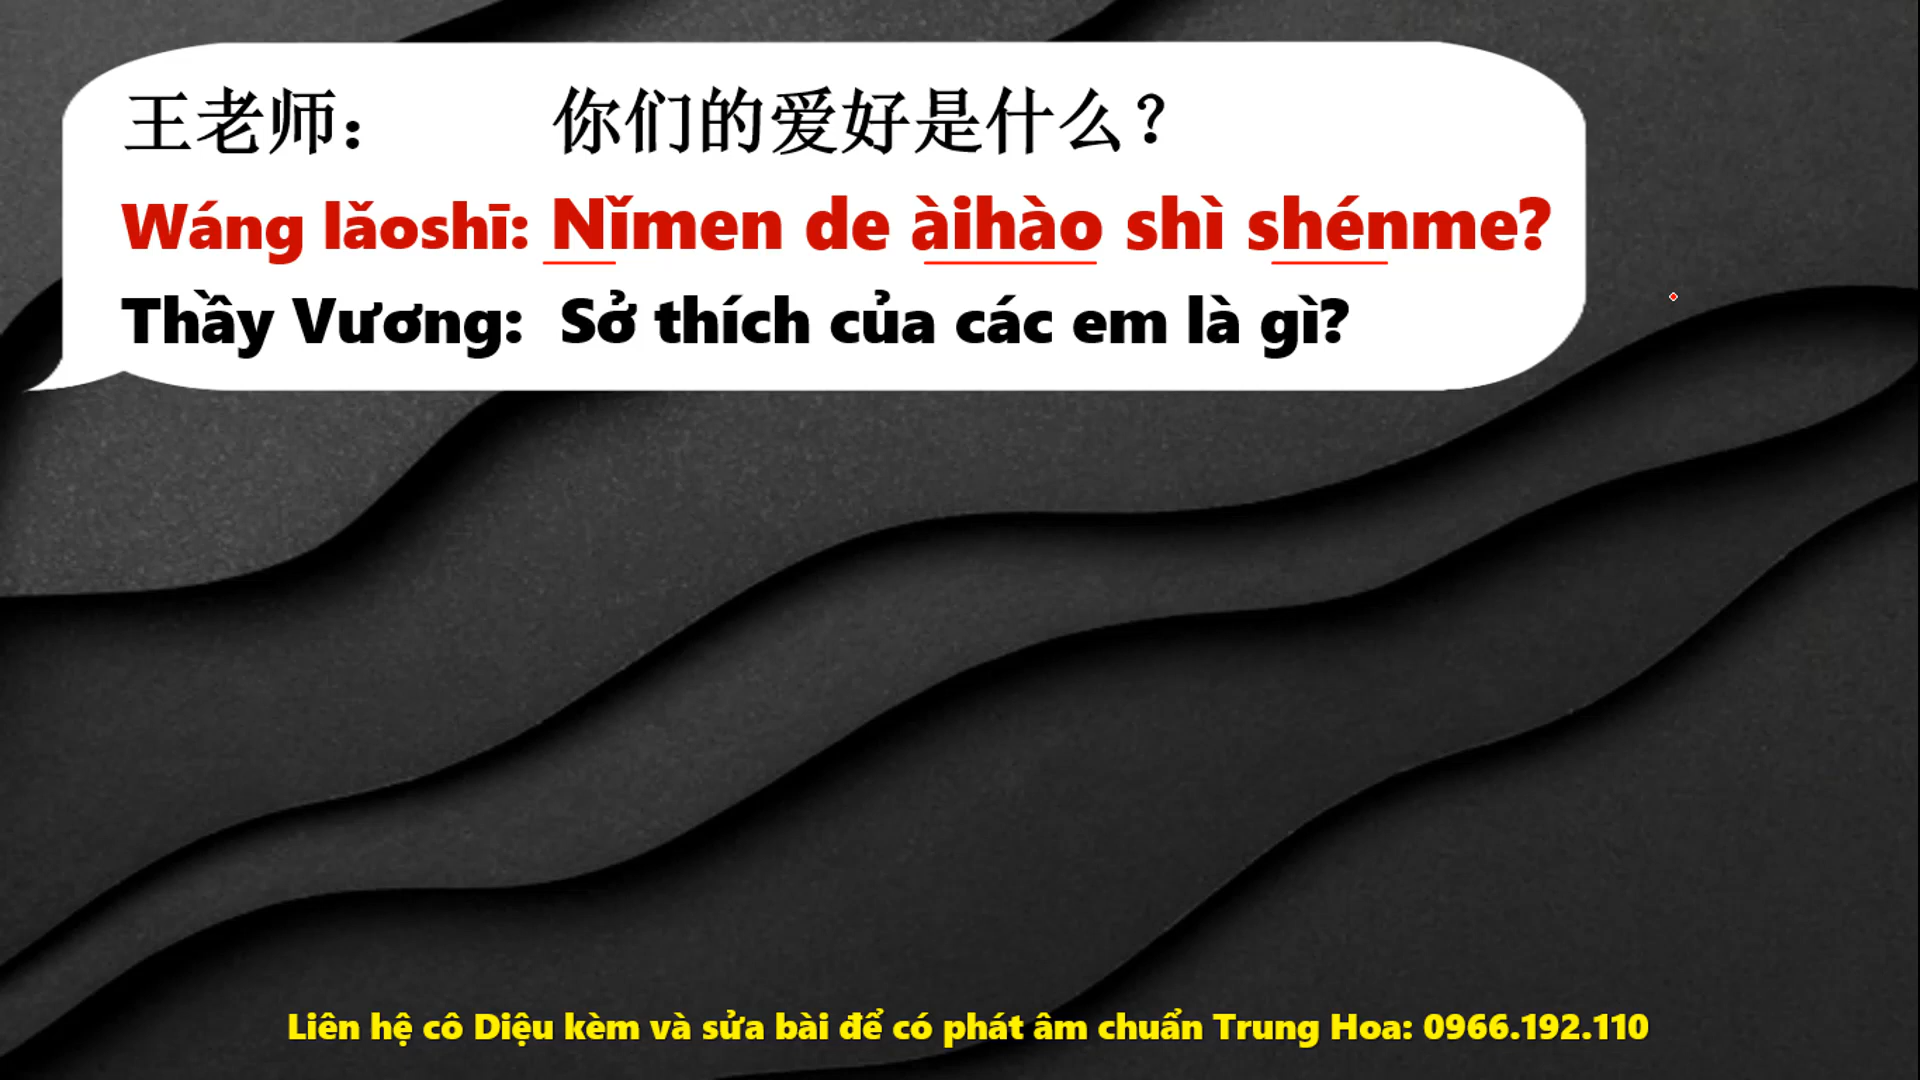 王老师： 你们的爱好是什么？
Wáng lǎoshī: Nǐmen de àihào shì shénme?
Thầy Vương: Sở thích của các em là gì?
Liên hệ cô Diệu kèm và sửa bài để có phát âm chuẩn Trung Hoa: 0966.192.110